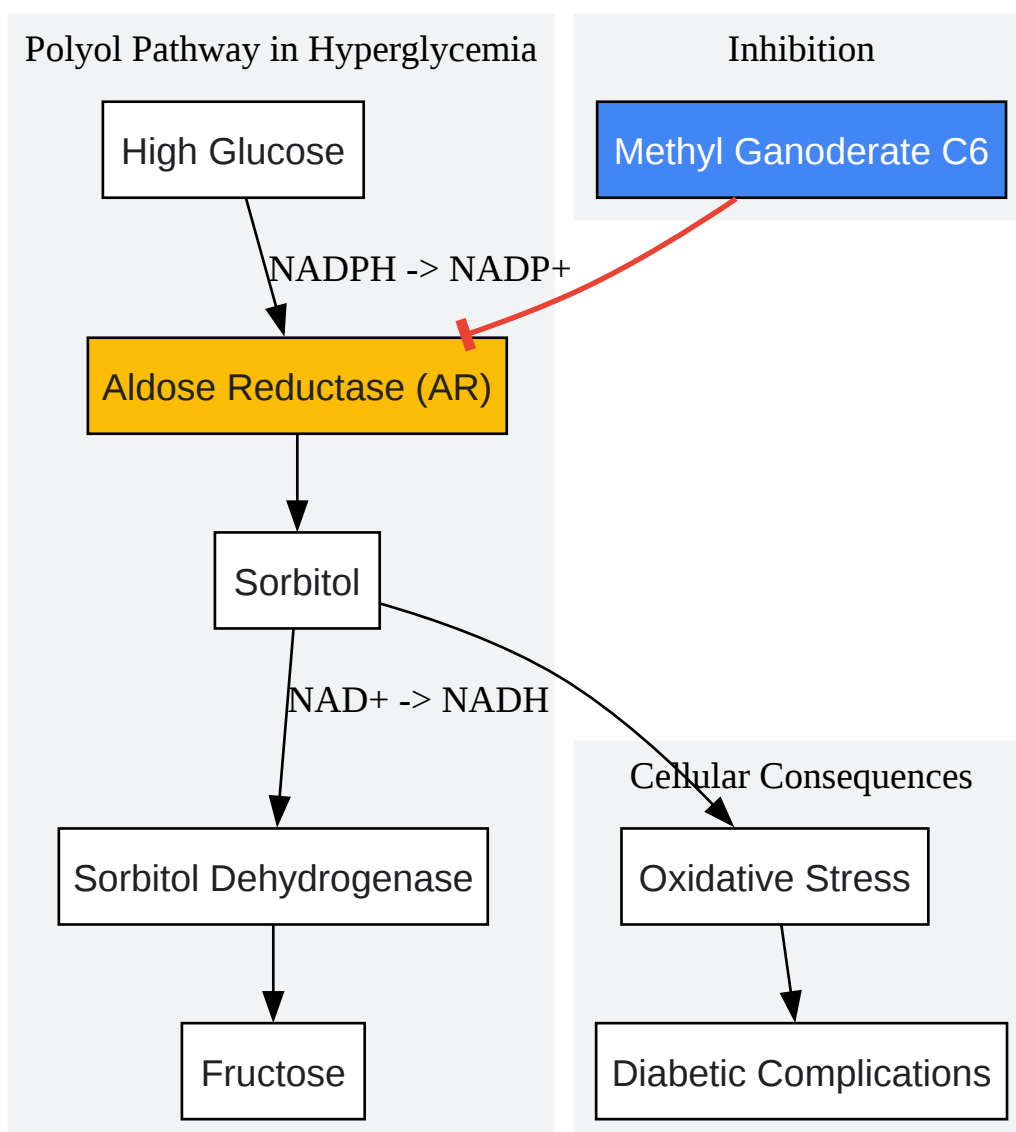 Polyol Pathway in Hyperglycemia
Inhibition
High Glucose
Methyl Ganoderate C6
NADPH -> NADP+
Aldose Reductase (AR)
Sorbitol
NAD+ -> NADH
Cellular Consequences
Sorbitol Dehydrogenase
Oxidative Stress
Fructose
Diabetic Complications